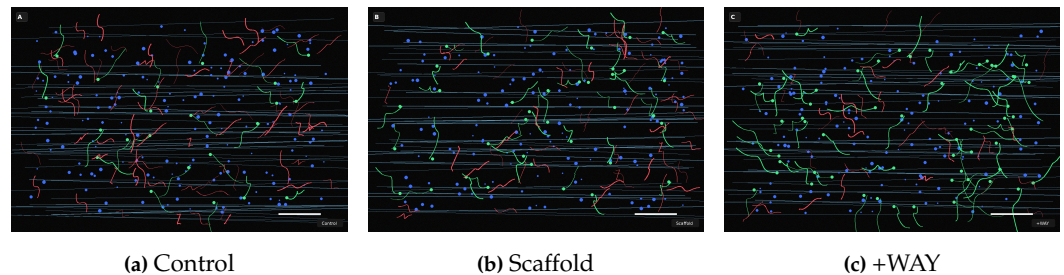 A
B
C
Control
Scaffold
+WAY
(a) Control
(b) Scaffold
(c) +WAY